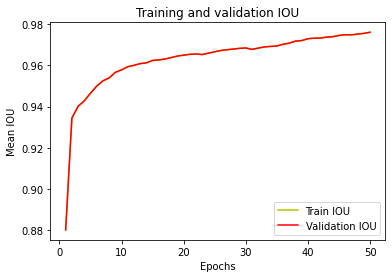 Training and validation IOU
Mean IOU
0.98
0.96
0.94
0.92
0.90
0.88
0
10
20
30
40
50
Epochs
Train IOU
Validation IOU